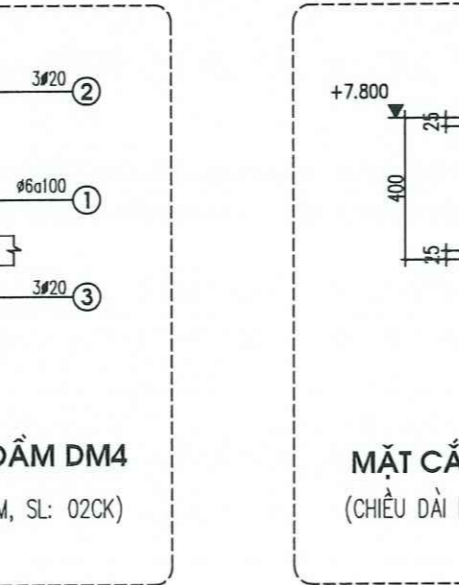 3ø20 2
ø6a100 1
3ø20 3
DẦM DM4
M, SL: 02CK)
+7.800
25
400
25
MẶT CẮ
(CHIỀU DÀI